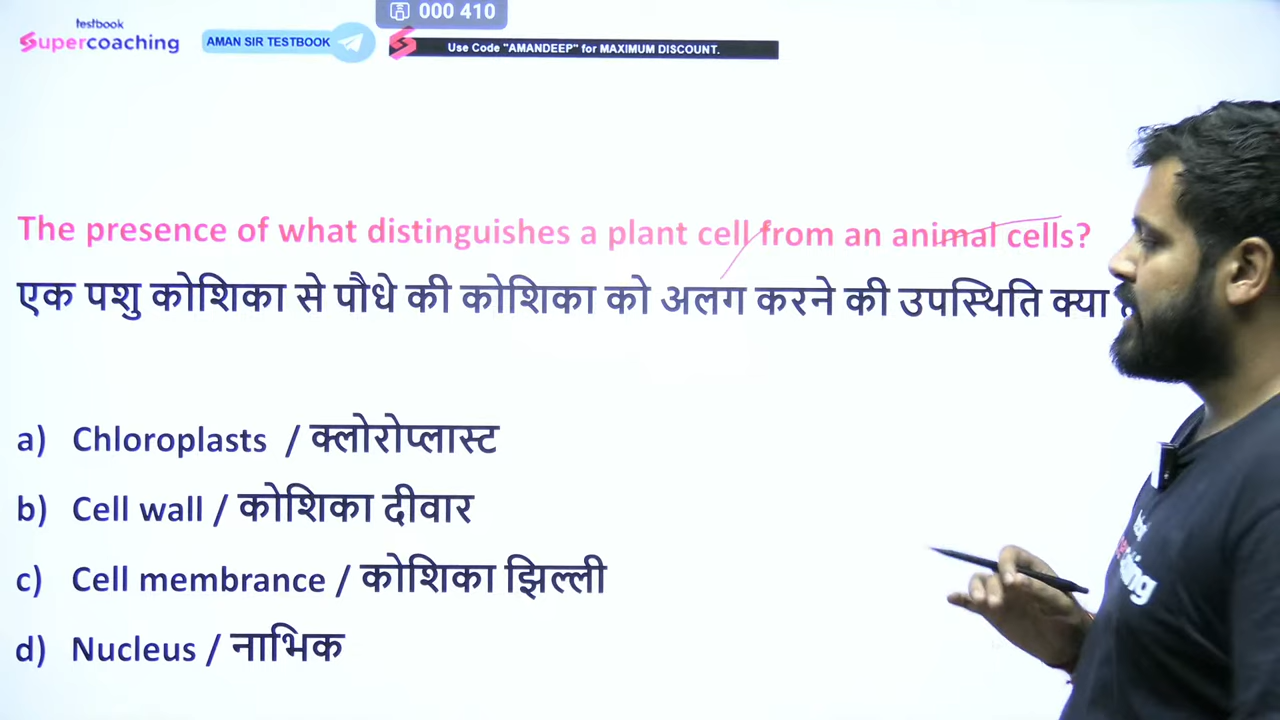 testbook
Supercoaching
AMAN SIR TESTBOOK
000 410
Use Code "AMANDEEP" for MAXIMUM DISCOUNT.
The presence of what distinguishes a plant cell from an animal cells?
एक पशु कोशिका से पौधे की कोशिका को अलग करने की उपस्थिति क्या
a) Chloroplasts / क्लोरोप्लास्ट
b) Cell wall / कोशिका दीवार
c) Cell membrance / कोशिका झिल्ली
d) Nucleus / नाभिक